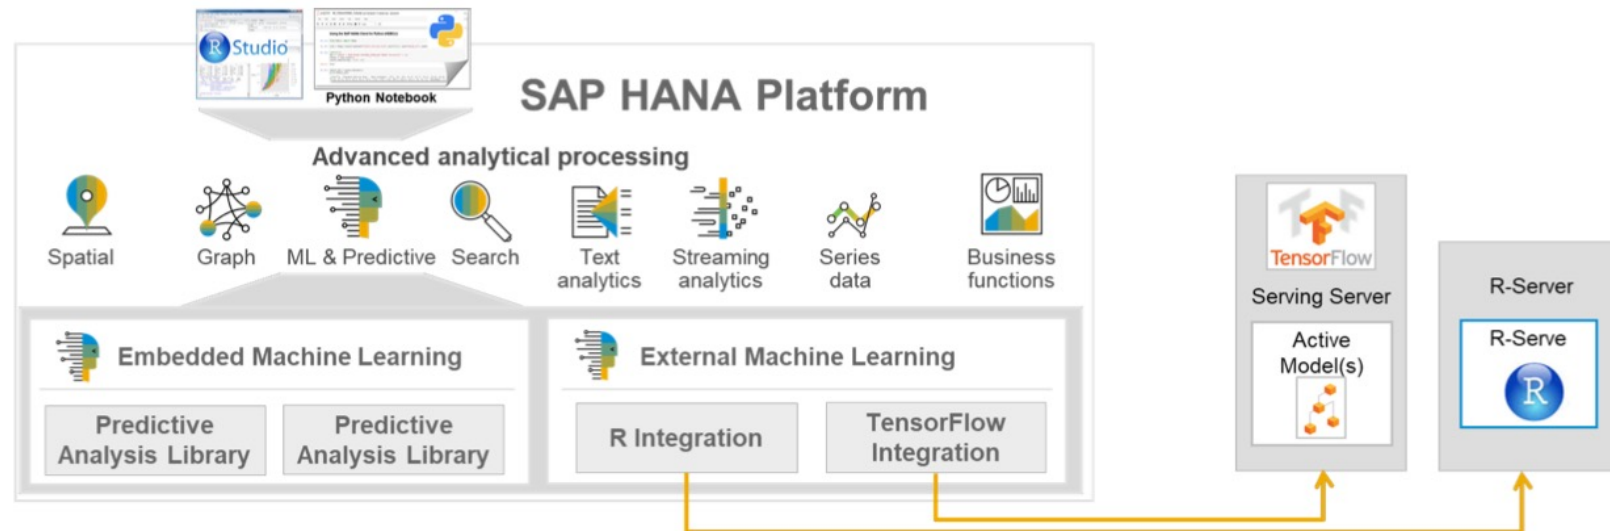 R Studio
Python Notebook
SAP HANA Platform
Advanced analytical processing
Spatial
Graph
ML & Predictive
Search
Text
analytics
Streaming
analytics
Series
data
Business
functions
Embedded Machine Learning
Predictive
Analysis Library
Predictive
Analysis Library
External Machine Learning
R Integration
TensorFlow
Integration
TensorFlow
Serving Server
Active
Model(s)
R-Server
R-Serve
R